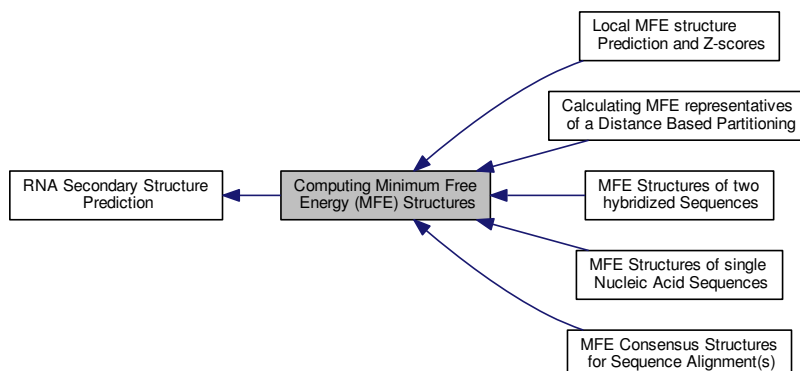 Local MFE structure
Prediction and Z-scores
Calculating MFE representatives
of a Distance Based Partitioning
RNA Secondary Structure
Prediction
Computing Minimum Free
Energy (MFE) Structures
MFE Structures of two
hybridized Sequences
MFE Structures of single
Nucleic Acid Sequences
MFE Consensus Structures
for Sequence Alignment(s)